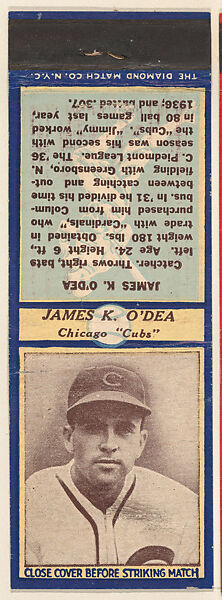 THE DIAMOND MATCH CO. N.Y.C.
JAMES K. O'DEA
Catcher. Throws right, bats
left. Age 24. Height 6 ft.,
weight 180 lbs. Obtained in
trade with "Cardinals" who
purchased him from Colum-
bus. In '31 he divided his time
between catching and out-
fielding with Greensboro, N.
C. Piedmont League. '36
season was second with
the "Cubs." "Jimmy" worked
in 80 ball games last year,
1936; and batted .307.
JAMES K. O'DEA
Chicago "Cubs"
C
C
CLOSE COVER BEFORE STRIKING MATCH